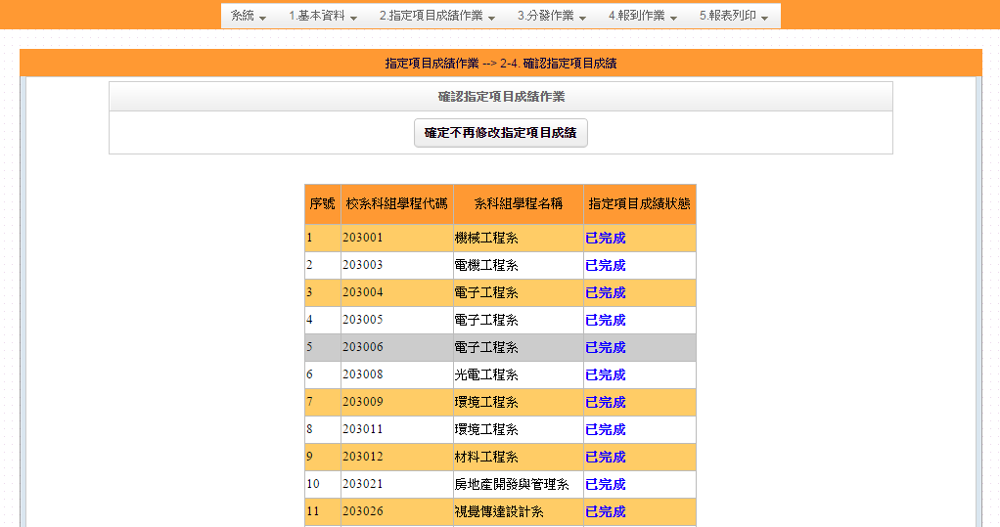 系統 1.基本資料 2.指定項目成績作業 3.分發作業 4.報到作業 5.報表列印
指定項目成績作業 --> 2-4. 確認指定項目成績
確認指定項目成績作業
確定不再修改指定項目成績
序號 校系科組學程代碼 系科組學程名稱 指定項目成績狀態
1 203001 機械工程系 已完成
2 203003 電機工程系 已完成
3 203004 電子工程系 已完成
4 203005 電子工程系 已完成
5 203006 電子工程系 已完成
6 203008 光電工程系 已完成
7 203009 環境工程系 已完成
8 203011 環境工程系 已完成
9 203012 材料工程系 已完成
10 203021 房地產開發與管理系 已完成
11 203026 視覺傳達設計系 已完成